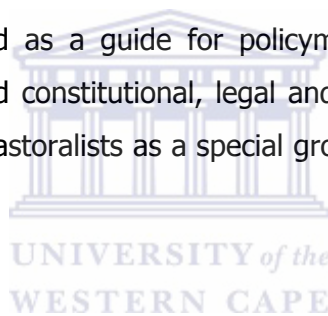 d as a guide for policym
d constitutional, legal and
astoralists as a special gro
UNIVERSITY of the
WESTERN CAPE